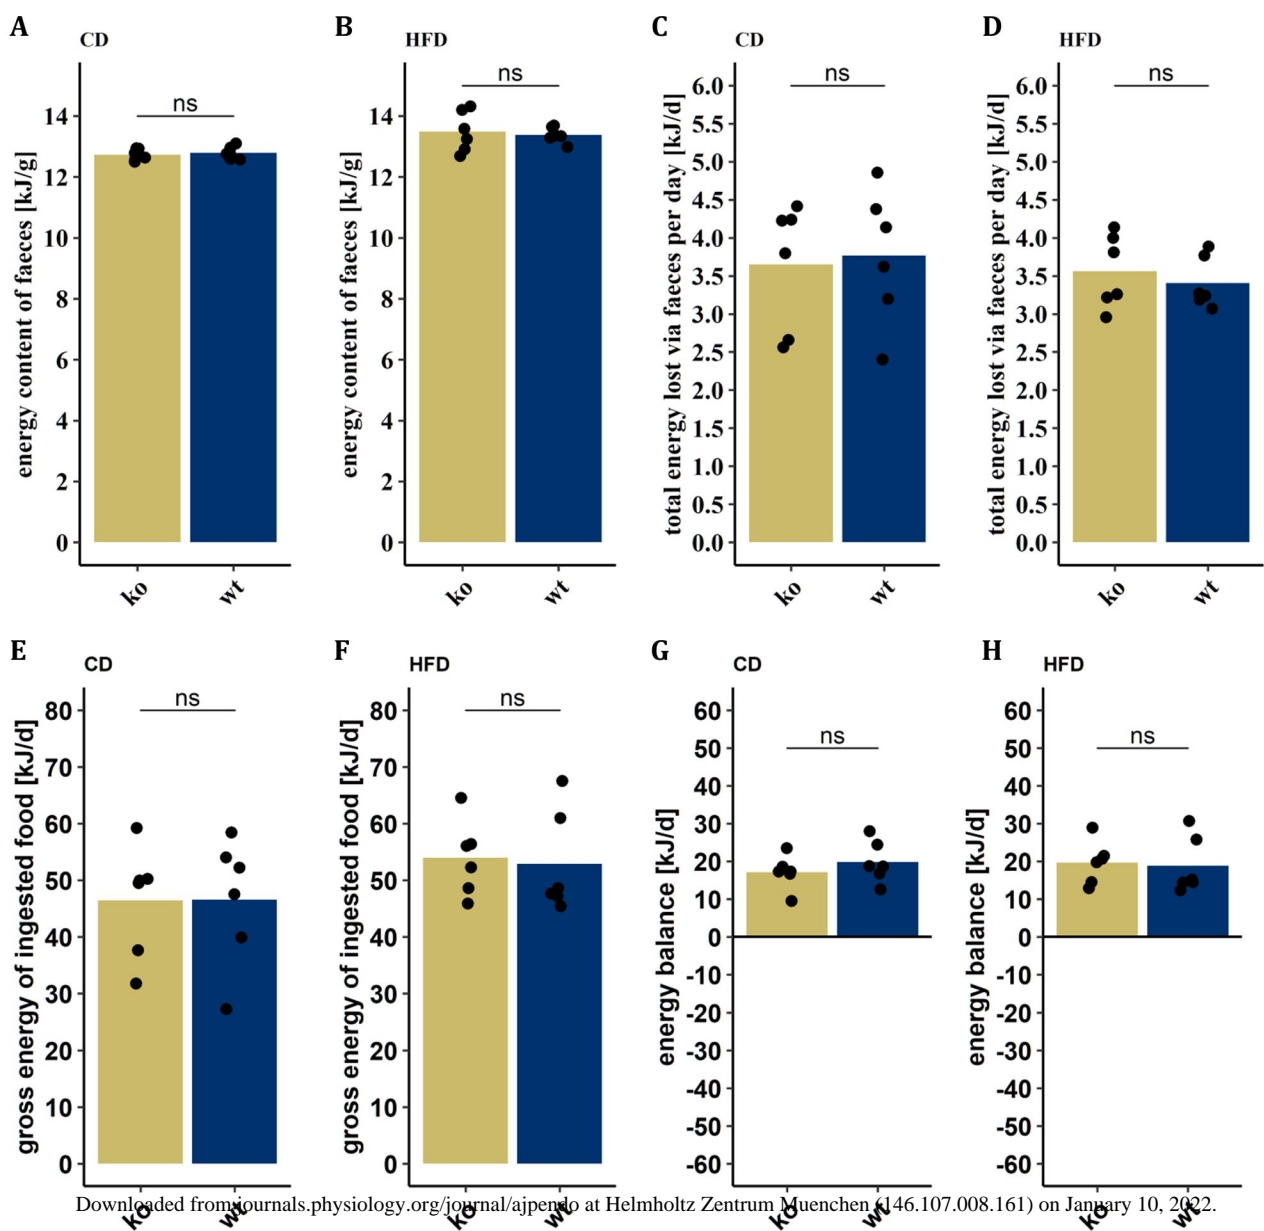 A
CD
ns
energy content of faeces [kJ/g]
14
12
10
8
6
4
2
0
ko
wt
B
HFD
ns
energy content of faeces [kJ/g]
14
12
10
8
6
4
2
0
ko
wt
C
CD
ns
total energy lost via faeces per day [kJ/d]
6.0
5.5
5.0
4.5
4.0
3.5
3.0
2.5
2.0
1.5
1.0
0.5
0.0
ko
wt
D
HFD
ns
total energy lost via faeces per day [kJ/d]
6.0
5.5
5.0
4.5
4.0
3.5
3.0
2.5
2.0
1.5
1.0
0.5
0.0
ko
wt
E
CD
ns
gross energy of ingested food [kJ/d]
80
70
60
50
40
30
20
10
0
ko
wt
F
HFD
ns
gross energy of ingested food [kJ/d]
80
70
60
50
40
30
20
10
0
ko
wt
G
CD
ns
energy balance [kJ/d]
60
50
40
30
20
10
0
-10
-20
-30
-40
-50
-60
ko
wt
H
HFD
ns
energy balance [kJ/d]
60
50
40
30
20
10
0
-10
-20
-30
-40
-50
-60
ko
wt
Downloaded from journals.physiology.org/journal/ajpendo at Helmholtz Zentrum Muenchen (146.107.008.161) on January 10, 2022.